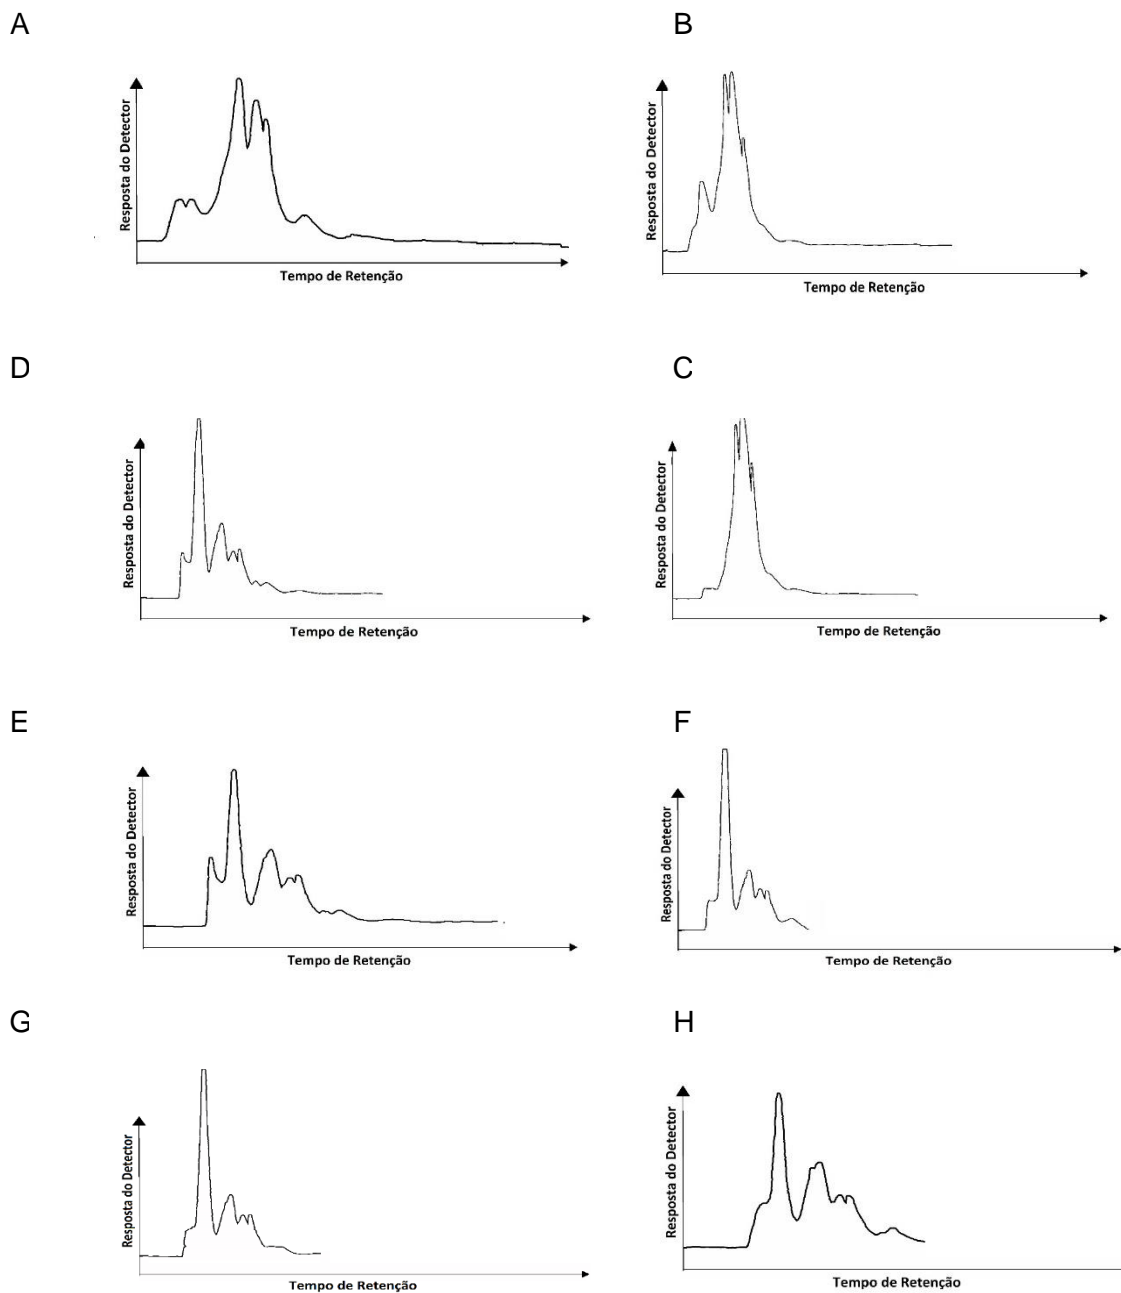 A
B
Resposta do Detector
Tempo de Retenção
Resposta do Detector
Tempo de Retenção
D
C
Resposta do Detector
Tempo de Retenção
Resposta do Detector
Tempo de Retenção
E
F
Resposta do Detector
Tempo de Retenção
Resposta do Detector
Tempo de Retenção
G
H
Resposta do Detector
Tempo de Retenção
Resposta do Detector
Tempo de Retenção